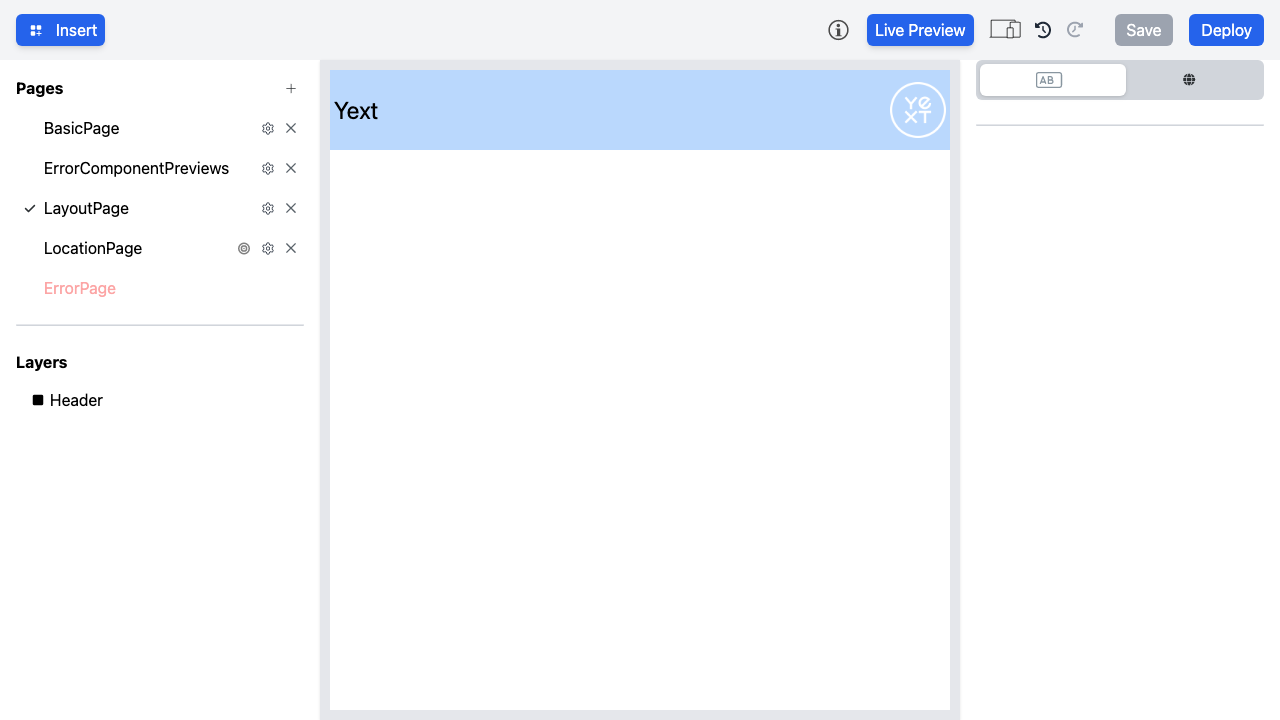 Insert
Live Preview
Save
Deploy
Pages
BasicPage
ErrorComponentPreviews
LayoutPage
LocationPage
ErrorPage
Layers
Header
Yext
YEXT
AB